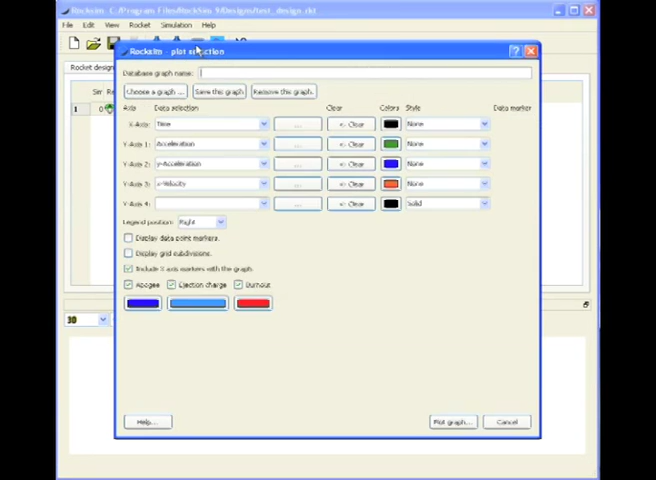 Rocksim - C:/Program Files/RockSim 9/Designs/test_design.rkt
File Edit View Rocket Simulation Help
Rocket design
Rocksim - plot selection
Database graph name:
Choose a graph ... Save this graph Remove this graph.
Axis Data selection Clear Colors Style Data marker
X-Axis: Time ... <- Clear None
Y-Axis 1: Acceleration ... <- Clear None
Y-Axis 2: y-Acceleration ... <- Clear None
Y-Axis 3: x-Velocity ... <- Clear None
Y-Axis 4: ... <- Clear Solid
Legend position: Right
Display data point markers.
Display grid subdivisions.
Include X axis markers with the graph.
Apogee Ejection charge Burnout
Help... Plot graph... Cancel
1
30